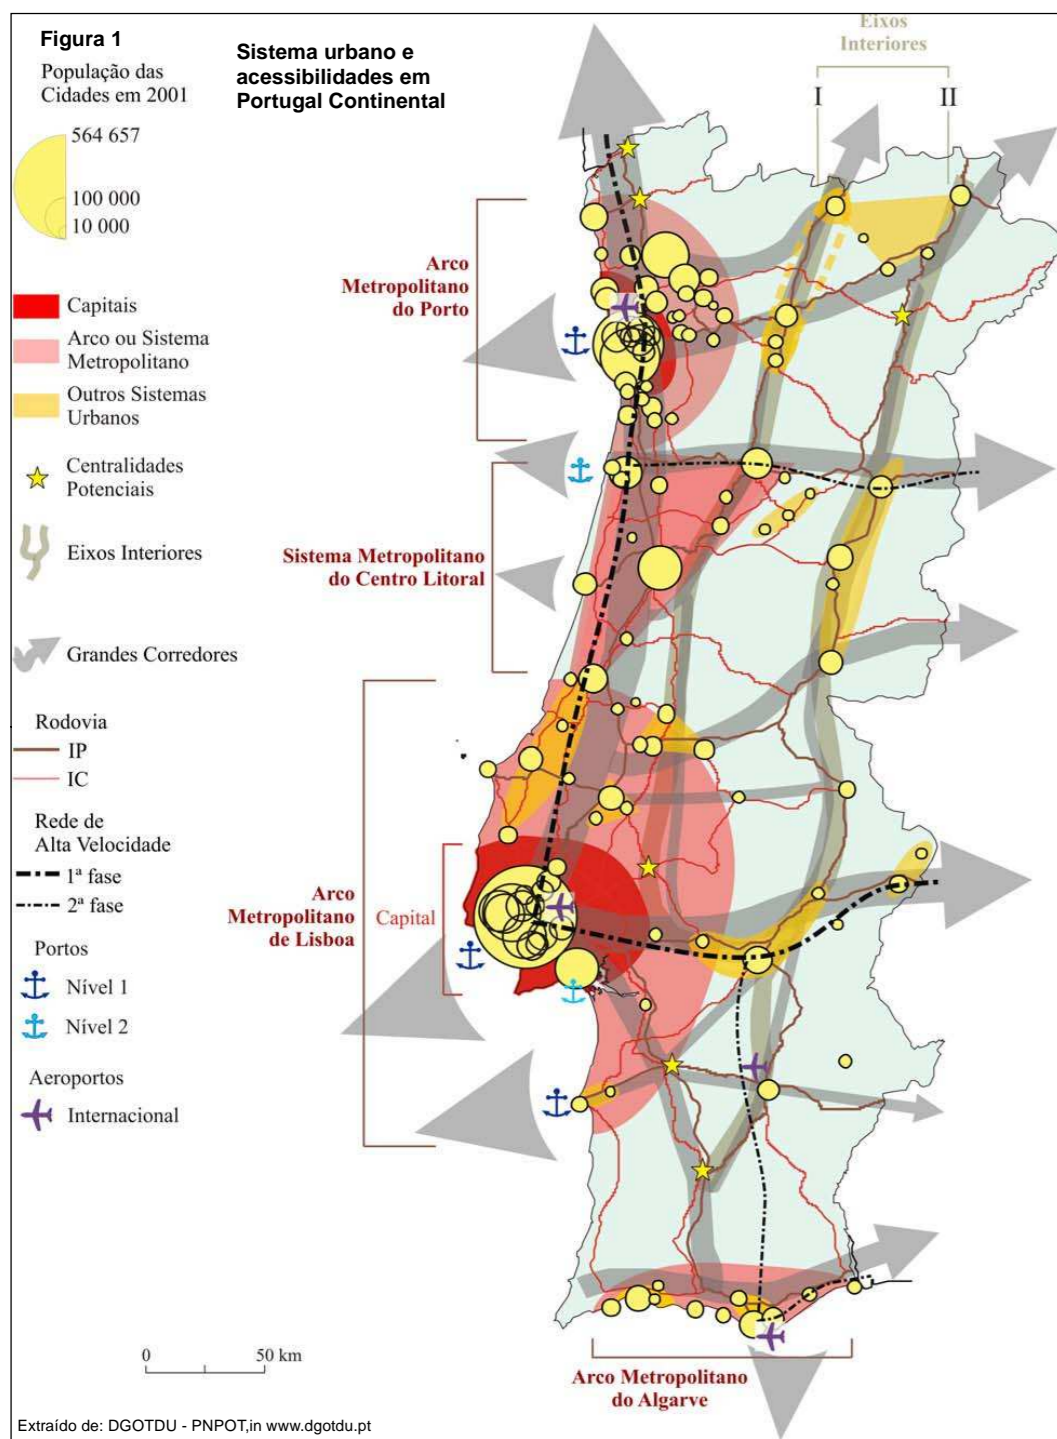 Figura 1
Sistema urbano e
acessibilidades em
Portugal Continental
População das
Cidades em 2001
564 657
100 000
10 000
Capitais
Arco ou Sistema
Metropolitano
Outros Sistemas
Urbanos
Centralidades
Potenciais
Eixos Interiores
Grandes Corredores
Rodovia
IP
IC
Rede de
Alta Velocidade
1ª fase
2ª fase
Portos
Nível 1
Nível 2
Aeroportos
Internacional
Eixos
Interiores
I
II
Arco
Metropolitano
do Porto
Sistema Metropolitano
do Centro Litoral
Arco
Metropolitano
de Lisboa
Capital
Arco Metropolitano
do Algarve
0
50 km
Extraído de: DGOTDU - PNPOT,in www.dgotdu.pt